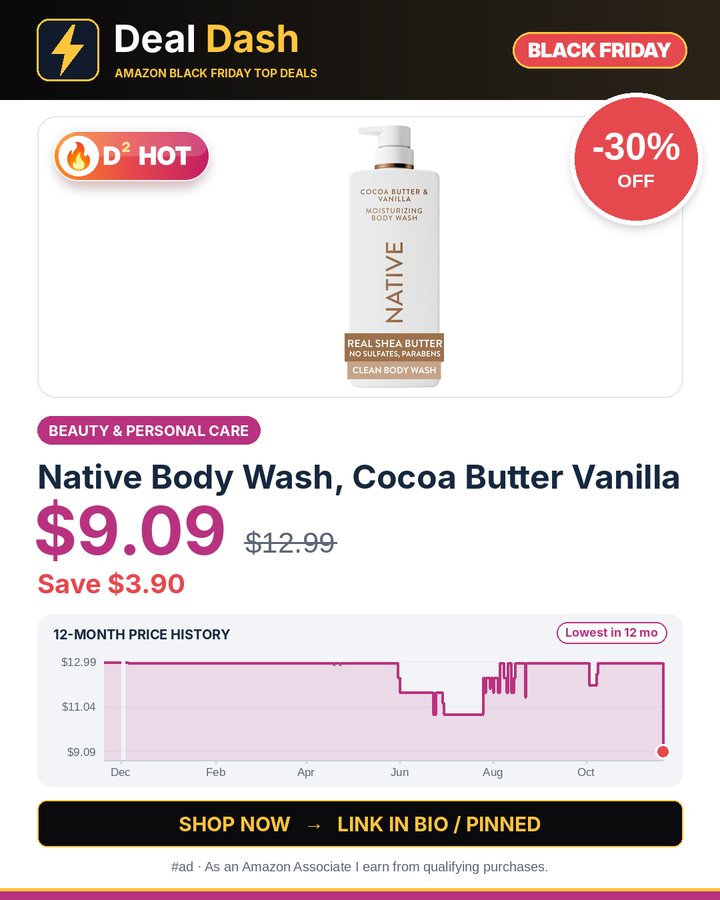 Deal Dash
AMAZON BLACK FRIDAY TOP DEALS
BLACK FRIDAY
D² HOT
-30%
OFF
COCOA BUTTER &
VANILLA
MOISTURIZING
BODY WASH
NATIVE
REAL SHEA BUTTER
NO SULFATES, PARABENS
CLEAN BODY WASH
BEAUTY & PERSONAL CARE
Native Body Wash, Cocoa Butter Vanilla
$9.09 $12.99
Save $3.90
12-MONTH PRICE HISTORY
Lowest in 12 mo
$12.99
$11.04
$9.09
Dec Feb Apr Jun Aug Oct
SHOP NOW → LINK IN BIO / PINNED
#ad · As an Amazon Associate I earn from qualifying purchases.